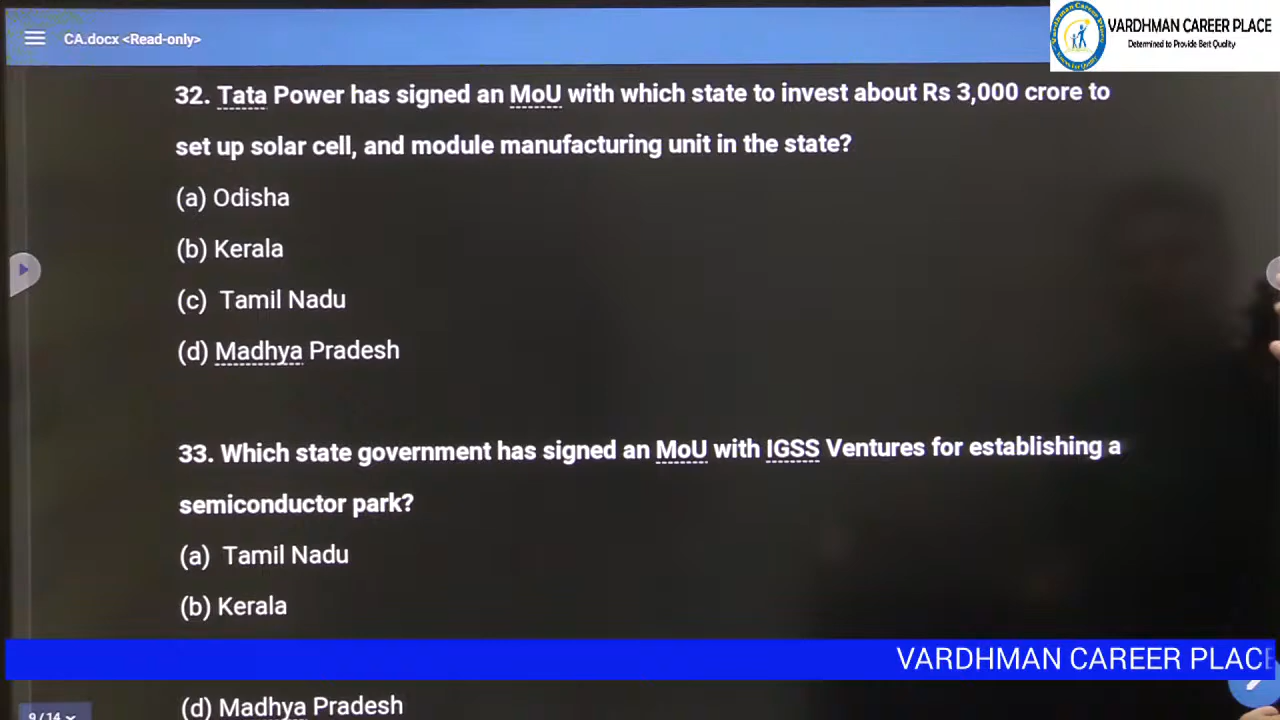 CA.docx <Read-only>
VARDHMAN CAREER PLACE
Determined to Provide Bert Quality
32. Tata Power has signed an MoU with which state to invest about Rs 3,000 crore to
set up solar cell, and module manufacturing unit in the state?
(a) Odisha
(b) Kerala
(c) Tamil Nadu
(d) Madhya Pradesh
33. Which state government has signed an MoU with IGSS Ventures for establishing a
semiconductor park?
(a) Tamil Nadu
(b) Kerala
VARDHMAN CAREER PLACE
(d) Madhya Pradesh
9/14